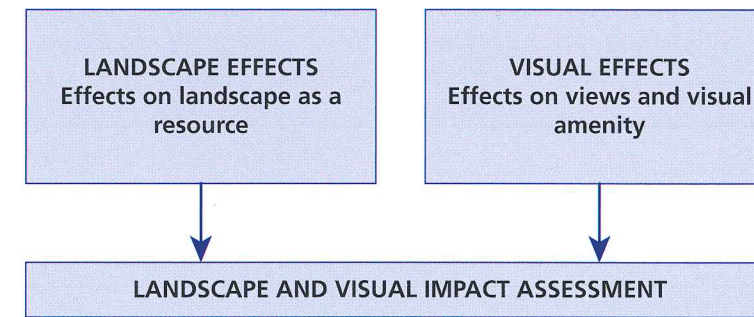 LANDSCAPE EFFECTS
Effects on landscape as a
resource
VISUAL EFFECTS
Effects on views and visual
amenity
LANDSCAPE AND VISUAL IMPACT ASSESSMENT